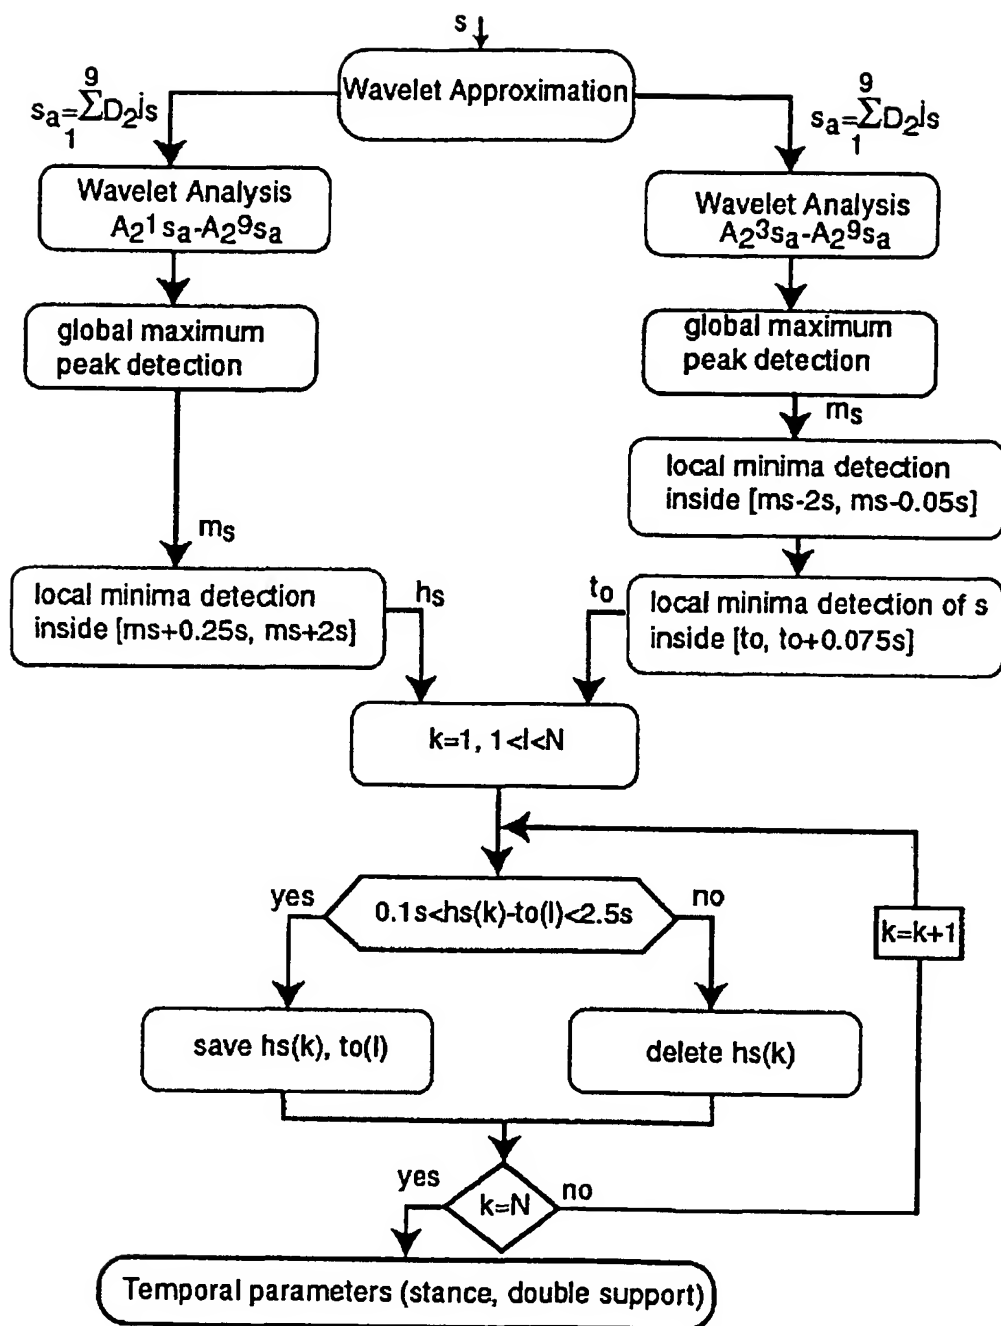 s
Wavelet Approximation
9
sa=ΣD2js
1
9
sa=ΣD2js
1
Wavelet Analysis
A2¹sa-A2⁹sa
Wavelet Analysis
A2³sa-A2⁹sa
global maximum
peak detection
global maximum
peak detection
ms
ms
local minima detection
inside [ms-2s, ms-0.05s]
local minima detection
inside [ms+0.25s, ms+2s]
hs
to
local minima detection of s
inside [to, to+0.075s]
k=1, 1<l<N
yes
0.1s<hs(k)-to(l)<2.5s
no
k=k+1
save hs(k), to(l)
delete hs(k)
yes
k=N
no
Temporal parameters (stance, double support)